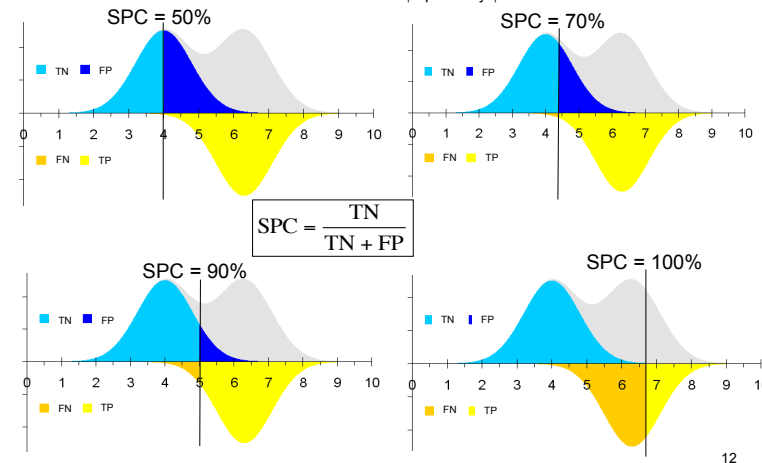 SPC = 50%
TN FP
0 1 2 3 4 5 6 7 8 9 10
FN TP
SPC = 70%
TN FP
0 1 2 3 4 5 6 7 8 9 10
FN TP
SPC = TN / TN + FP
SPC = 90%
TN FP
0 1 2 3 4 5 6 7 8 9 10
FN TP
SPC = 100%
TN FP
0 1 2 3 4 5 6 7 8 9 10
FN TP
12